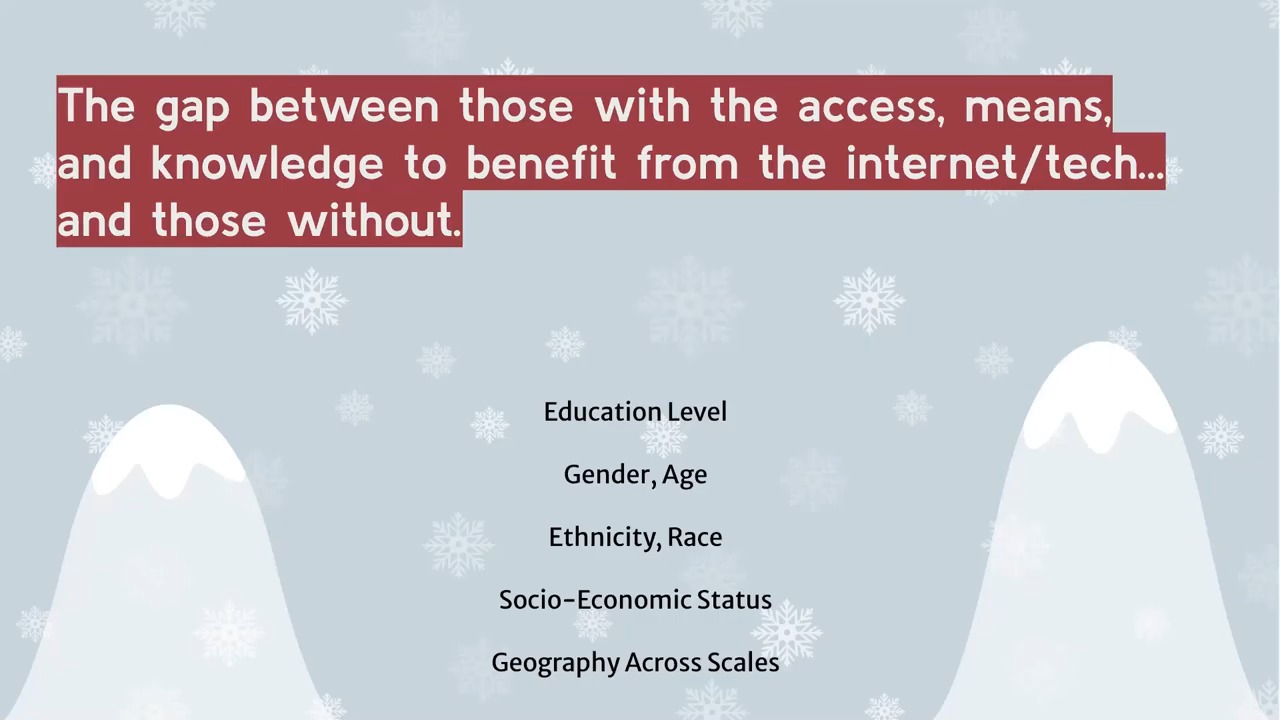 The gap between those with the access, means,
and knowledge to benefit from the internet/tech...
and those without.
Education Level
Gender, Age
Ethnicity, Race
Socio-Economic Status
Geography Across Scales